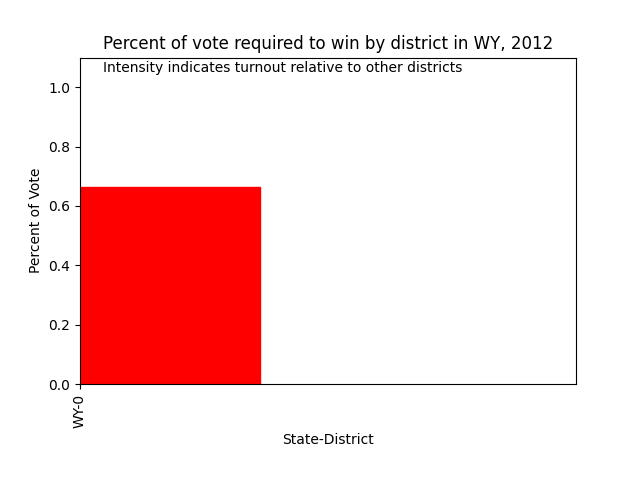 Percent of vote required to win by district in WY, 2012
Intensity indicates turnout relative to other districts
1.0
0.8
0.6
0.4
0.2
0.0
Percent of Vote
WY-0
State-District